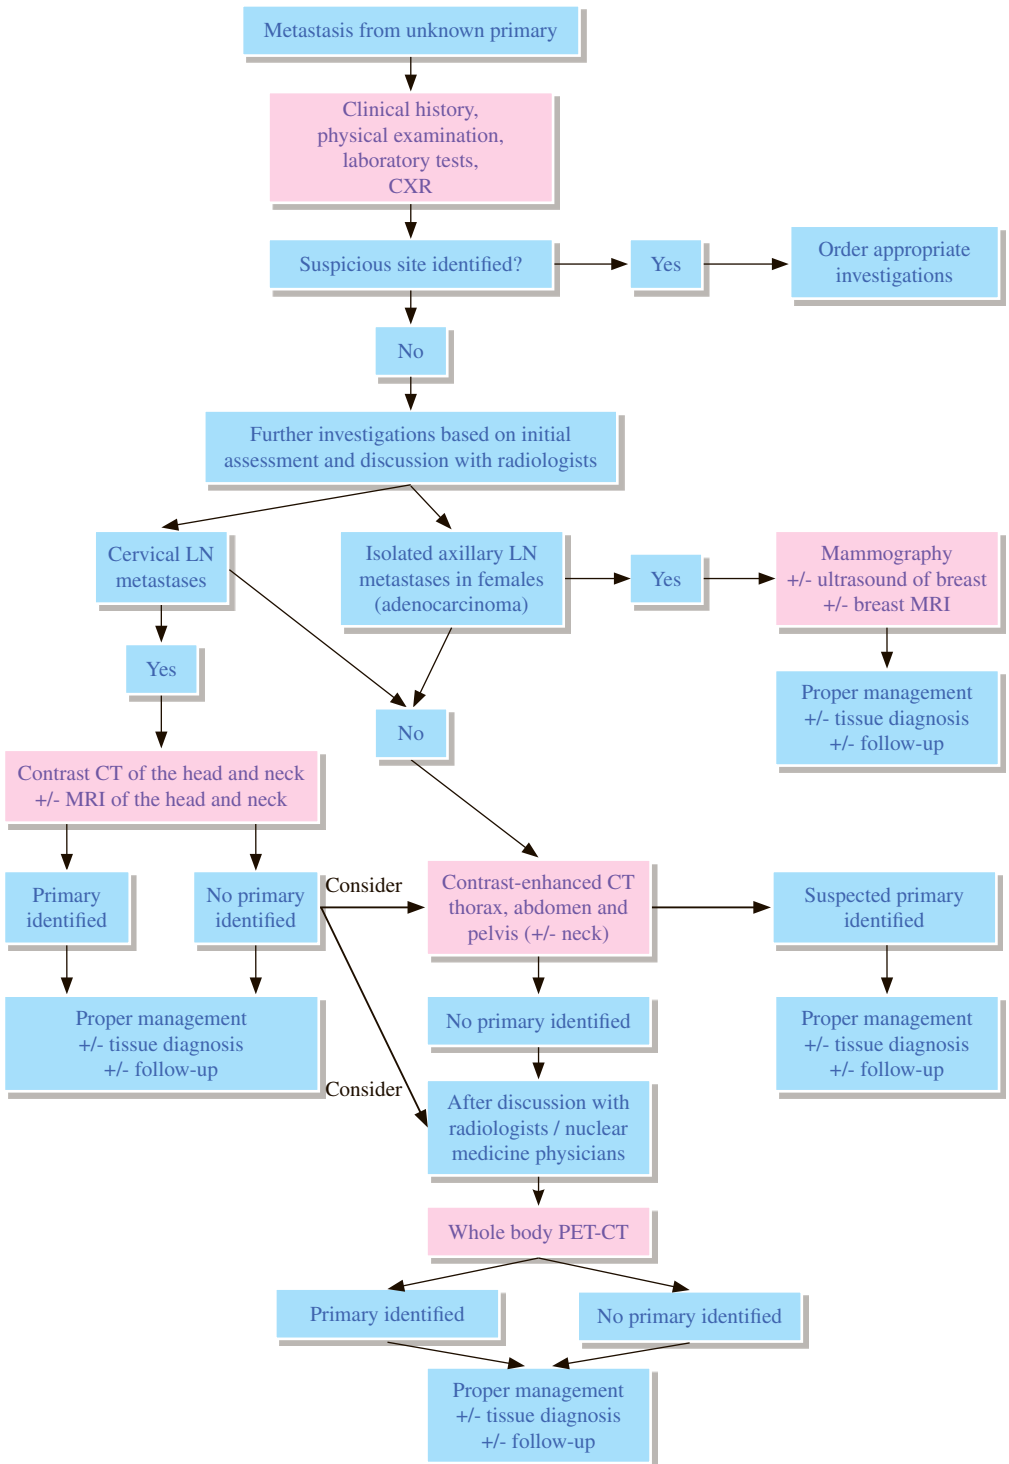 Metastasis from unknown primary
Clinical history,
physical examination,
laboratory tests,
CXR
Suspicious site identified?
Yes
Order appropriate
investigations
No
Further investigations based on initial
assessment and discussion with radiologists
Cervical LN
metastases
Isolated axillary LN
metastases in females
(adenocarcinoma)
Yes
Mammography
+/- ultrasound of breast
+/- breast MRI
Yes
Proper management
+/- tissue diagnosis
+/- follow-up
No
Contrast CT of the head and neck
+/- MRI of the head and neck
Primary
identified
No primary
identified
Consider
Contrast-enhanced CT
thorax, abdomen and
pelvis (+/- neck)
Suspected primary
identified
Proper management
+/- tissue diagnosis
+/- follow-up
No primary identified
Proper management
+/- tissue diagnosis
+/- follow-up
Consider
After discussion with
radiologists / nuclear
medicine physicians
Whole body PET-CT
Primary identified
No primary identified
Proper management
+/- tissue diagnosis
+/- follow-up